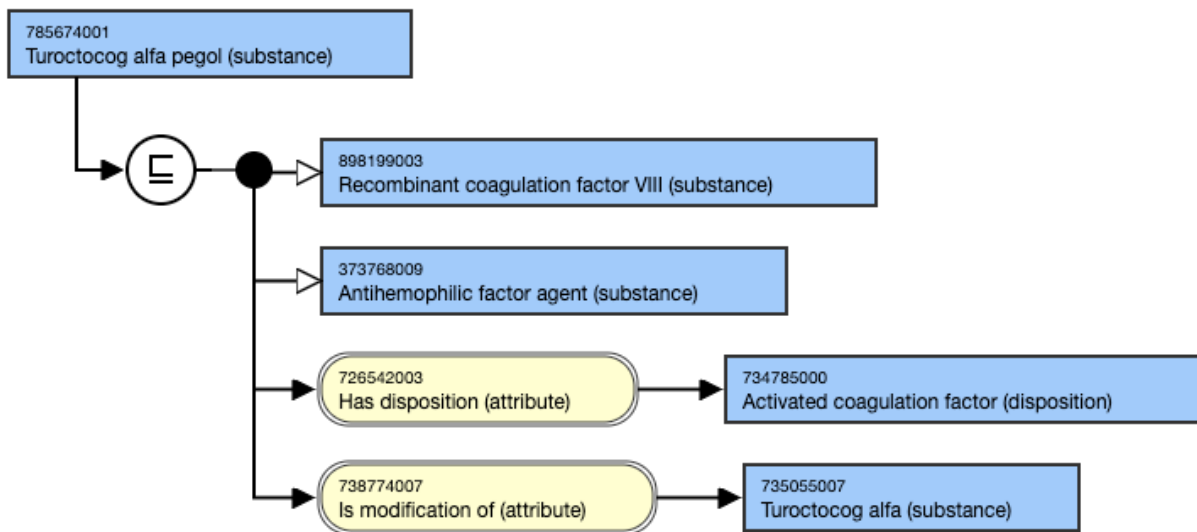 785674001
Turoctocog alfa pegol (substance)
⊑
898199003
Recombinant coagulation factor VIII (substance)
373768009
Antihemophilic factor agent (substance)
726542003
Has disposition (attribute)
734785000
Activated coagulation factor (disposition)
738774007
Is modification of (attribute)
735055007
Turoctocog alfa (substance)